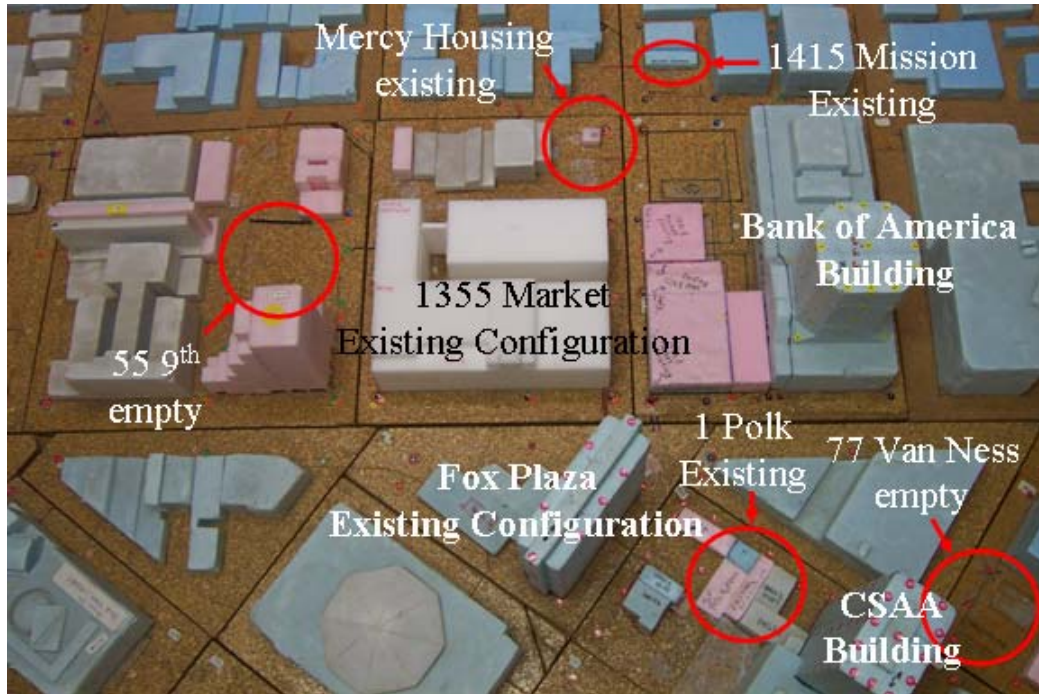 Mercy Housing
existing
1415 Mission
Existing
Bank of America
Building
1355 Market
Existing Configuration
55 9th
empty
1 Polk
Existing
77 Van Ness
empty
Fox Plaza
Existing Configuration
CSAA
Building